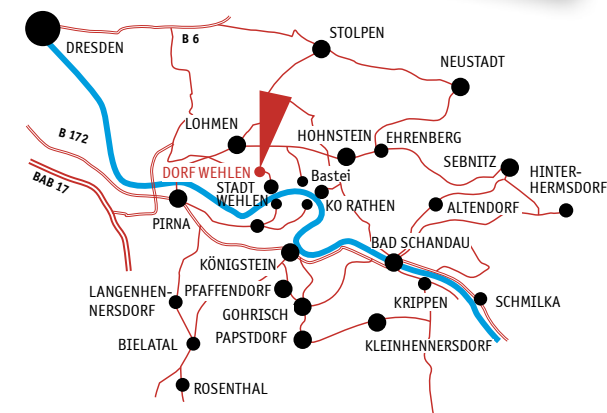 STOLPEN
B 6
DRESDEN
NEUSTADT
LOHMEN
B 172
HOHNSTEIN
EHRENBERG
SEBNITZ
BAB 17
DORF WEHLEN
Bastei
HINTER-
HERMSDORF
STADT
WEHLEN
KO RATHEN
ALTENDORF
PIRNA
BAD SCHANDAU
KÖNIGSTEIN
LANGENHEN-
NERSDORF
PFAFFENDORF
KRIPPEN
SCHMILKA
GOHRISCH
PAPSTDORF
BIELATAL
KLEINHENNERSDORF
ROSENTHAL